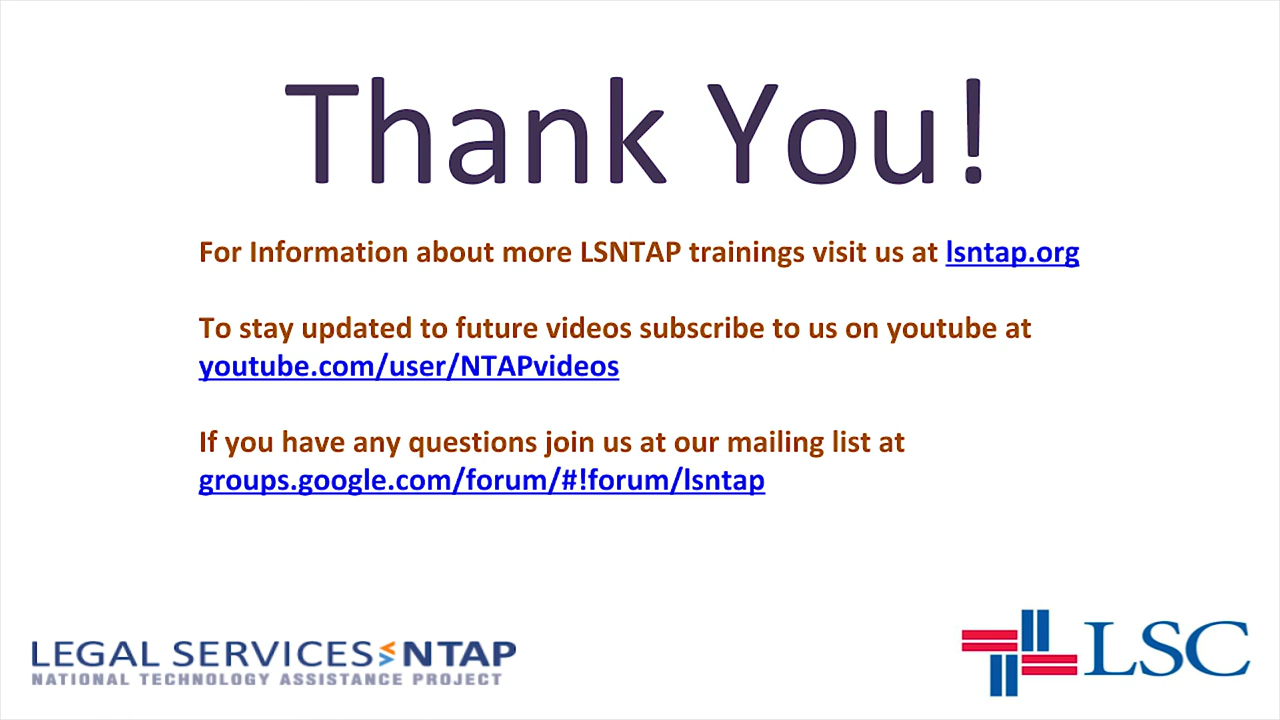 Thank You!
For Information about more LSNTAP trainings visit us at lsntap.org
To stay updated to future videos subscribe to us on youtube at
youtube.com/user/NTAPvideos
If you have any questions join us at our mailing list at
groups.google.com/forum/#!forum/lsntap
LEGAL SERVICES NTAP
NATIONAL TECHNOLOGY ASSISTANCE PROJECT
LSC